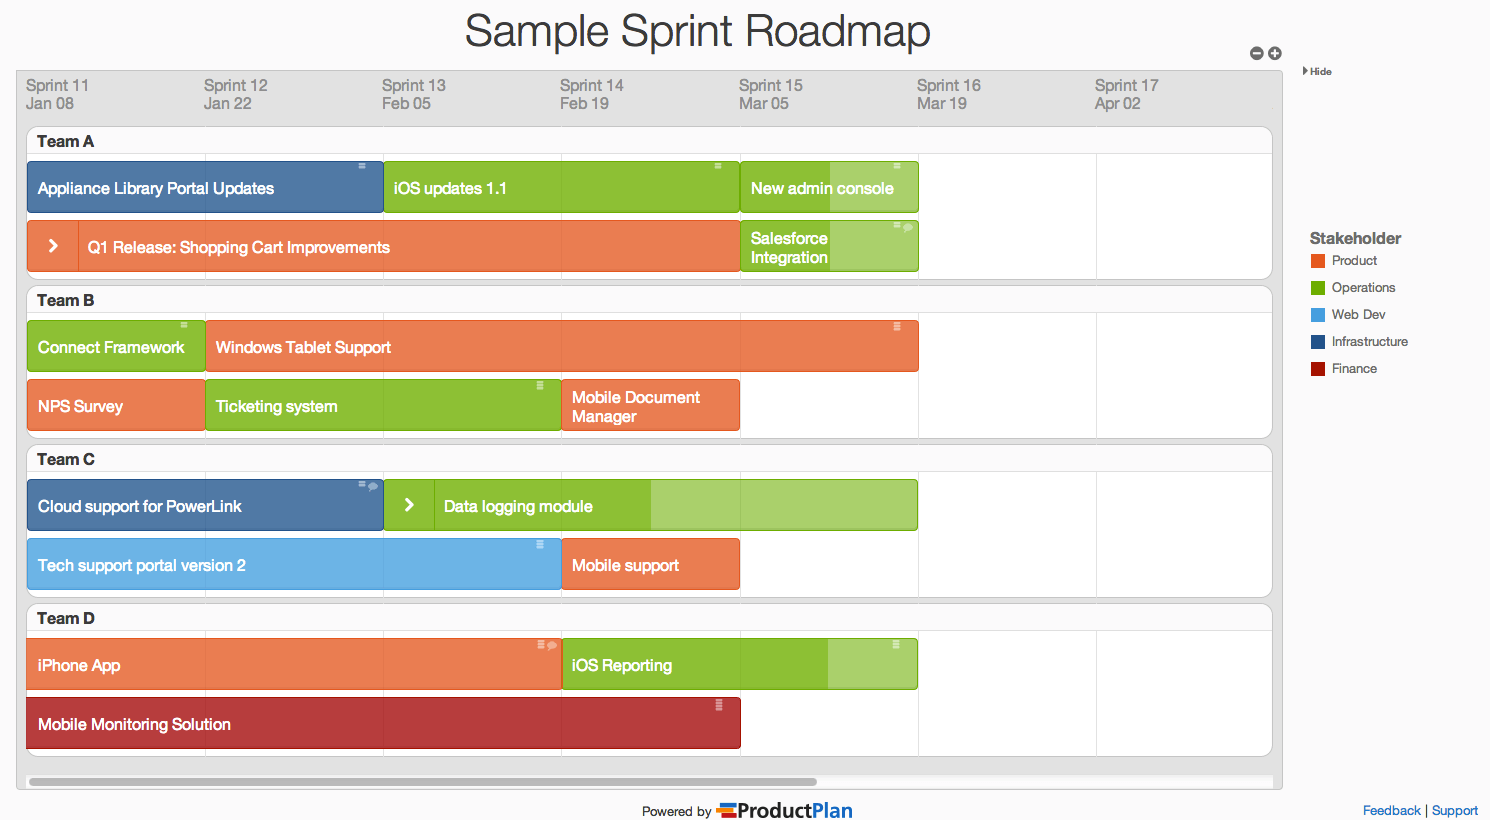 Sample Sprint Roadmap
Hide
Sprint 11 Sprint 12 Sprint 13 Sprint 14 Sprint 15 Sprint 16 Sprint 17
Jan 08 Jan 22 Feb 05 Feb 19 Mar 05 Mar 19 Apr 02
Team A
Appliance Library Portal Updates
iOS updates 1.1
New admin console
Q1 Release: Shopping Cart Improvements
Salesforce
Integration
Team B
Connect Framework
Windows Tablet Support
NPS Survey
Ticketing system
Mobile Document
Manager
Team C
Cloud support for PowerLink
Data logging module
Tech support portal version 2
Mobile support
Team D
iPhone App
iOS Reporting
Mobile Monitoring Solution
Stakeholder
Product
Operations
Web Dev
Infrastructure
Finance
Powered by ProductPlan
Feedback | Support